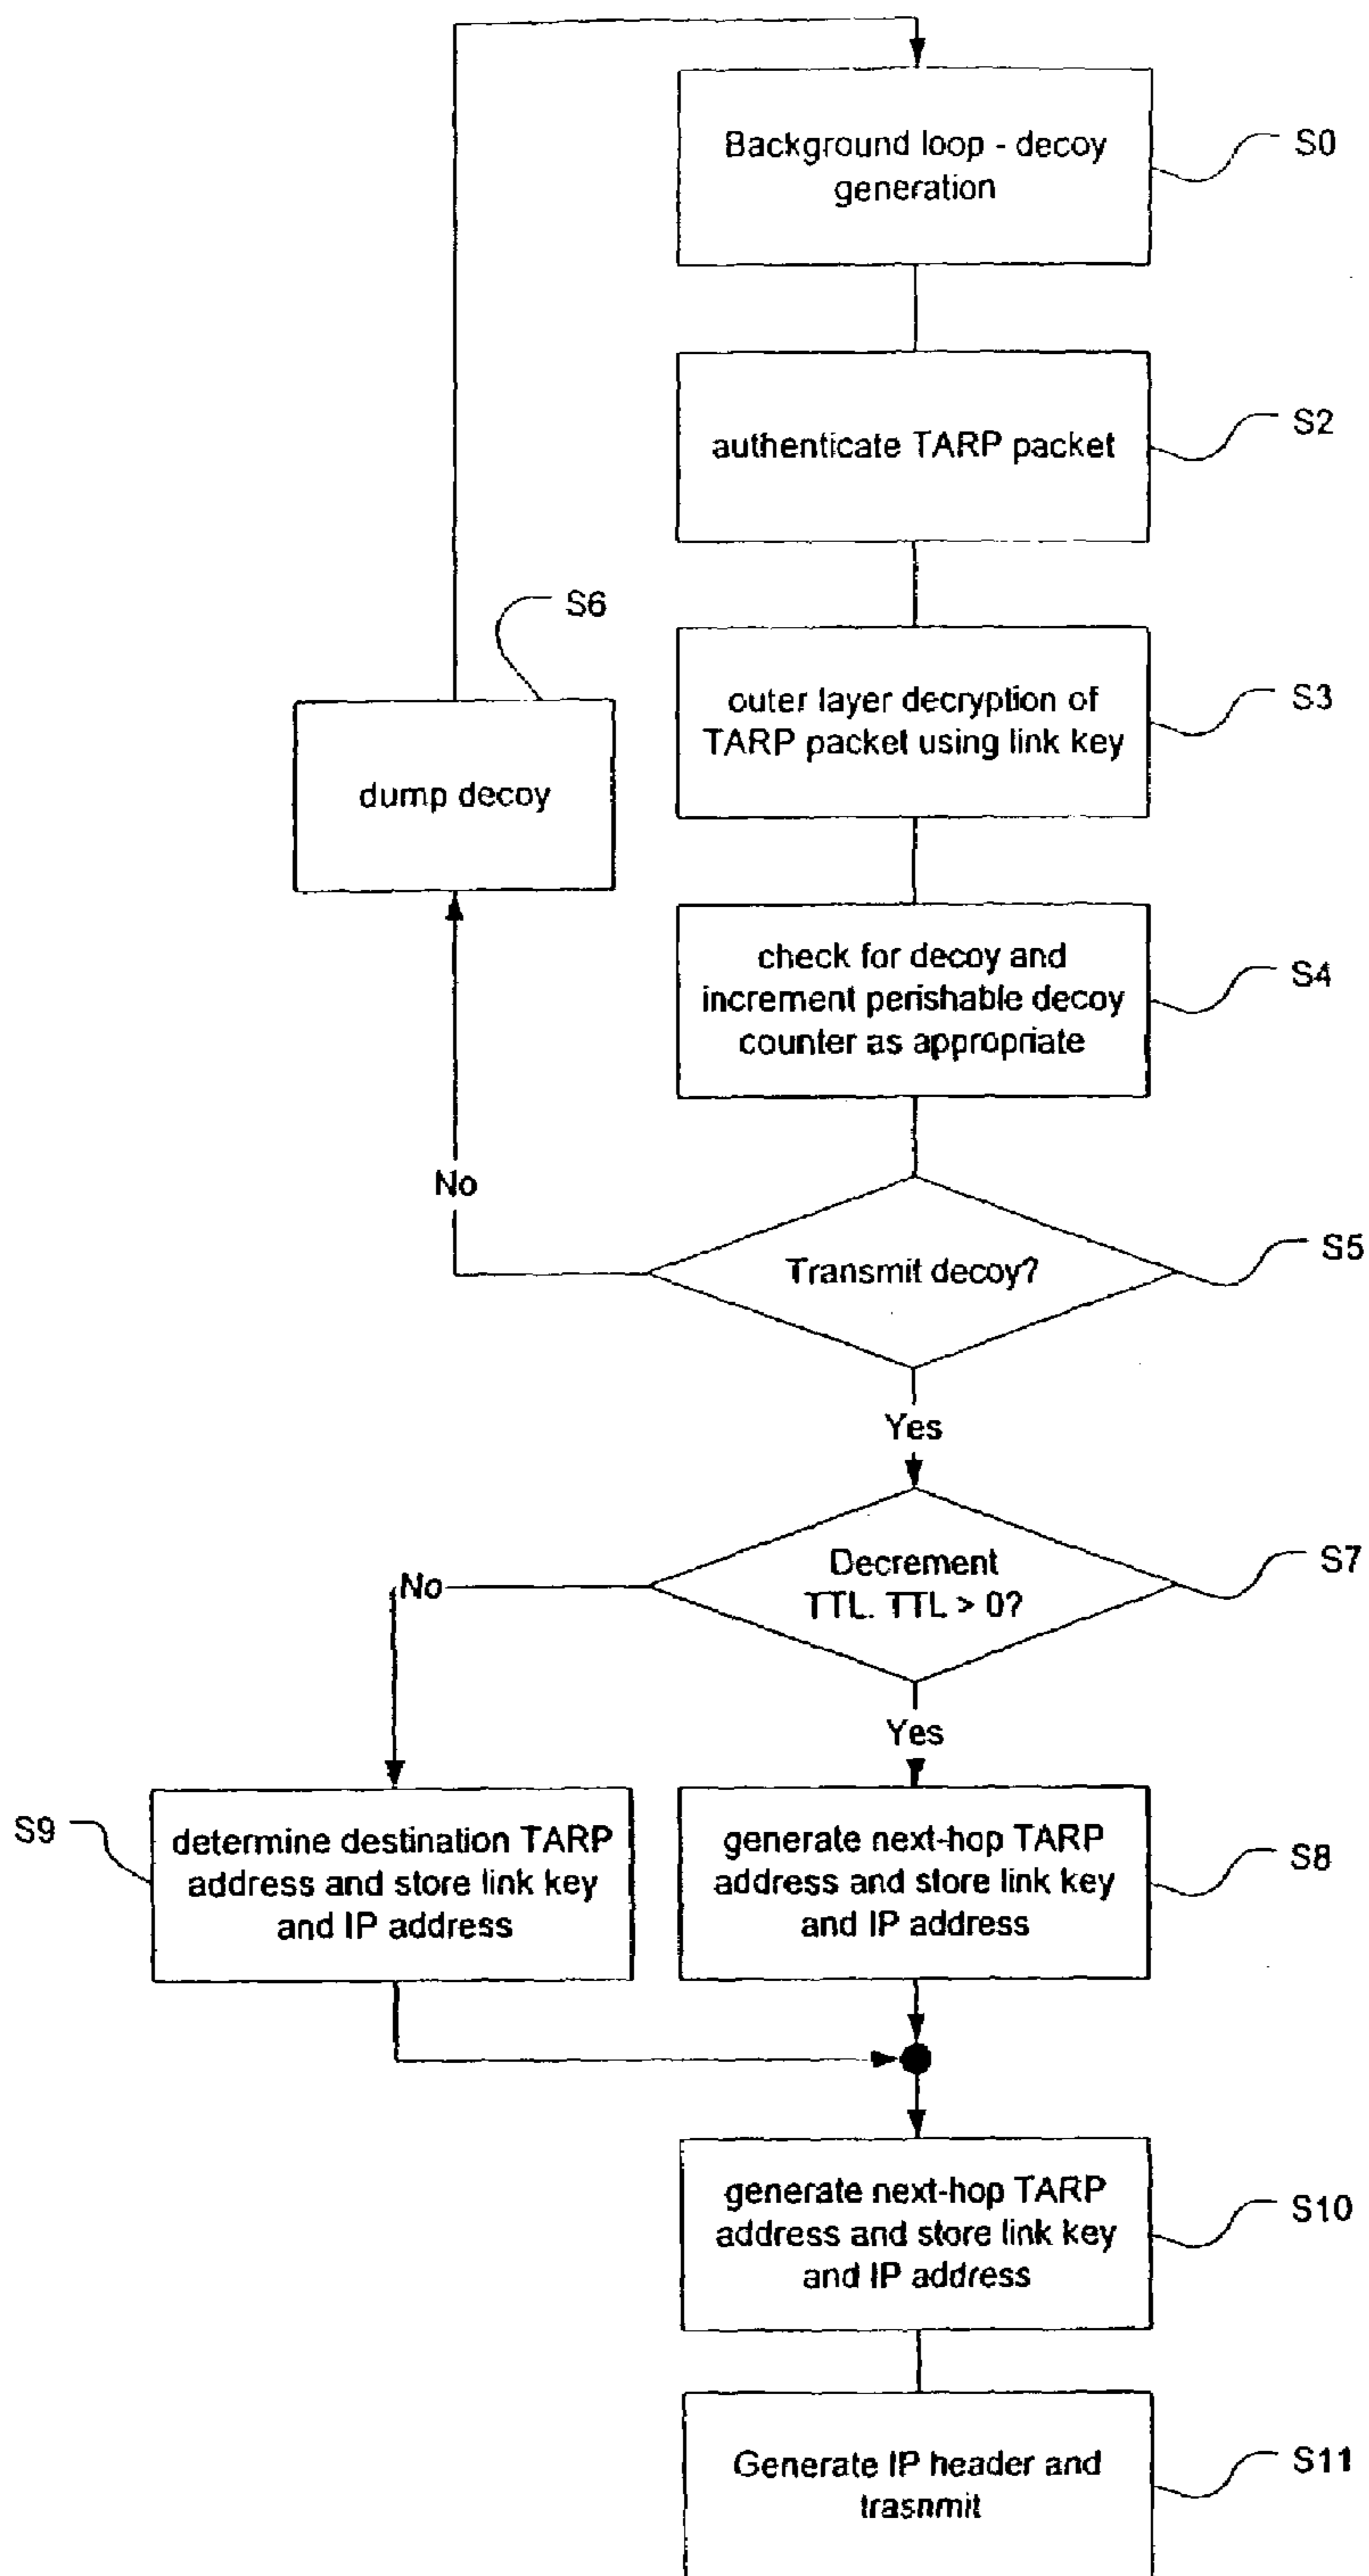 Background loop - decoy
generation
S0
authenticate TARP packet
S2
S6
outer layer decryption of
TARP packet using link key
S3
dump decoy
check for decoy and
increment perishable decoy
counter as appropriate
S4
No
Transmit decoy?
S5
Yes
Decrement
TTL. TTL > 0?
S7
No
Yes
S9
determine destination TARP
address and store link key
and IP address
generate next-hop TARP
address and store link key
and IP address
S8
generate next-hop TARP
address and store link key
and IP address
S10
Generate IP header and
trasnmit
S11